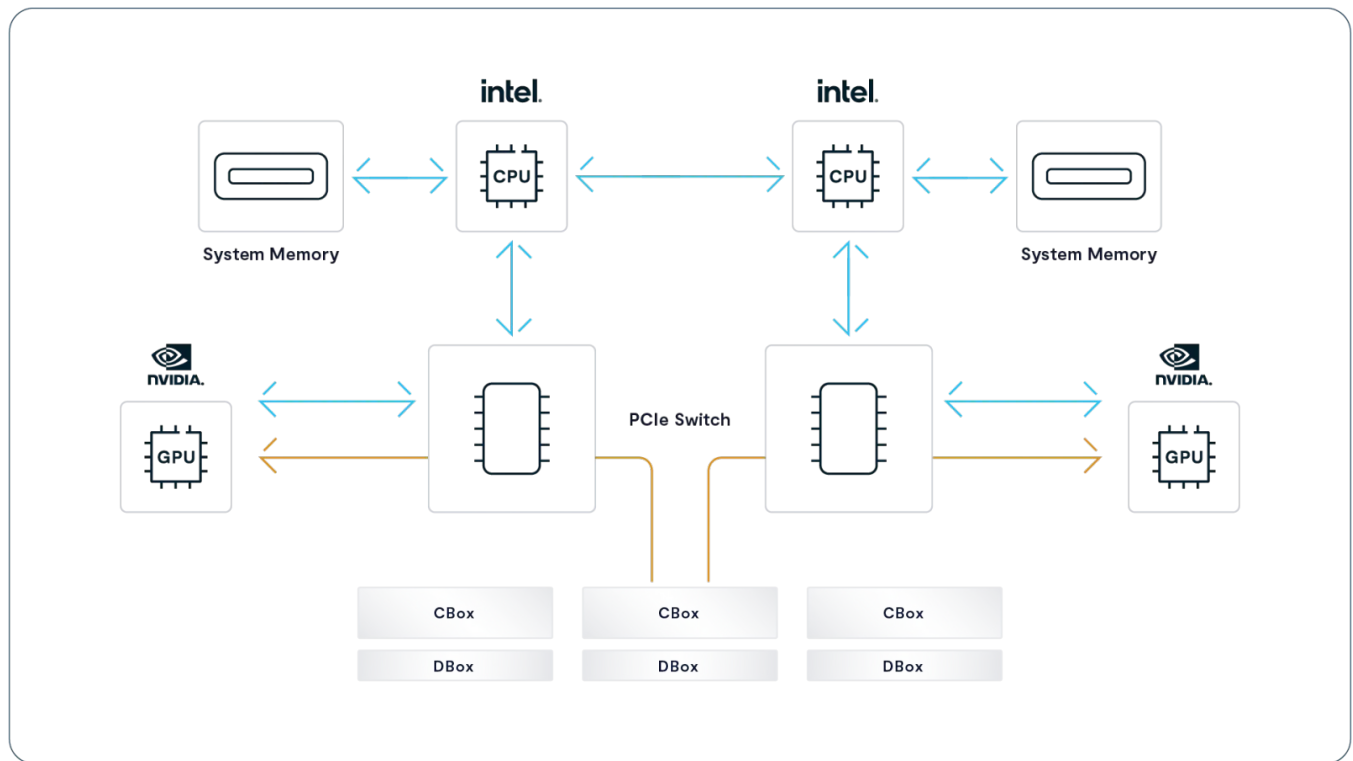 intel.
intel.
CPU
CPU
System Memory
System Memory
NVIDIA.
NVIDIA.
PCIe Switch
GPU
GPU
CBox
CBox
CBox
DBox
DBox
DBox